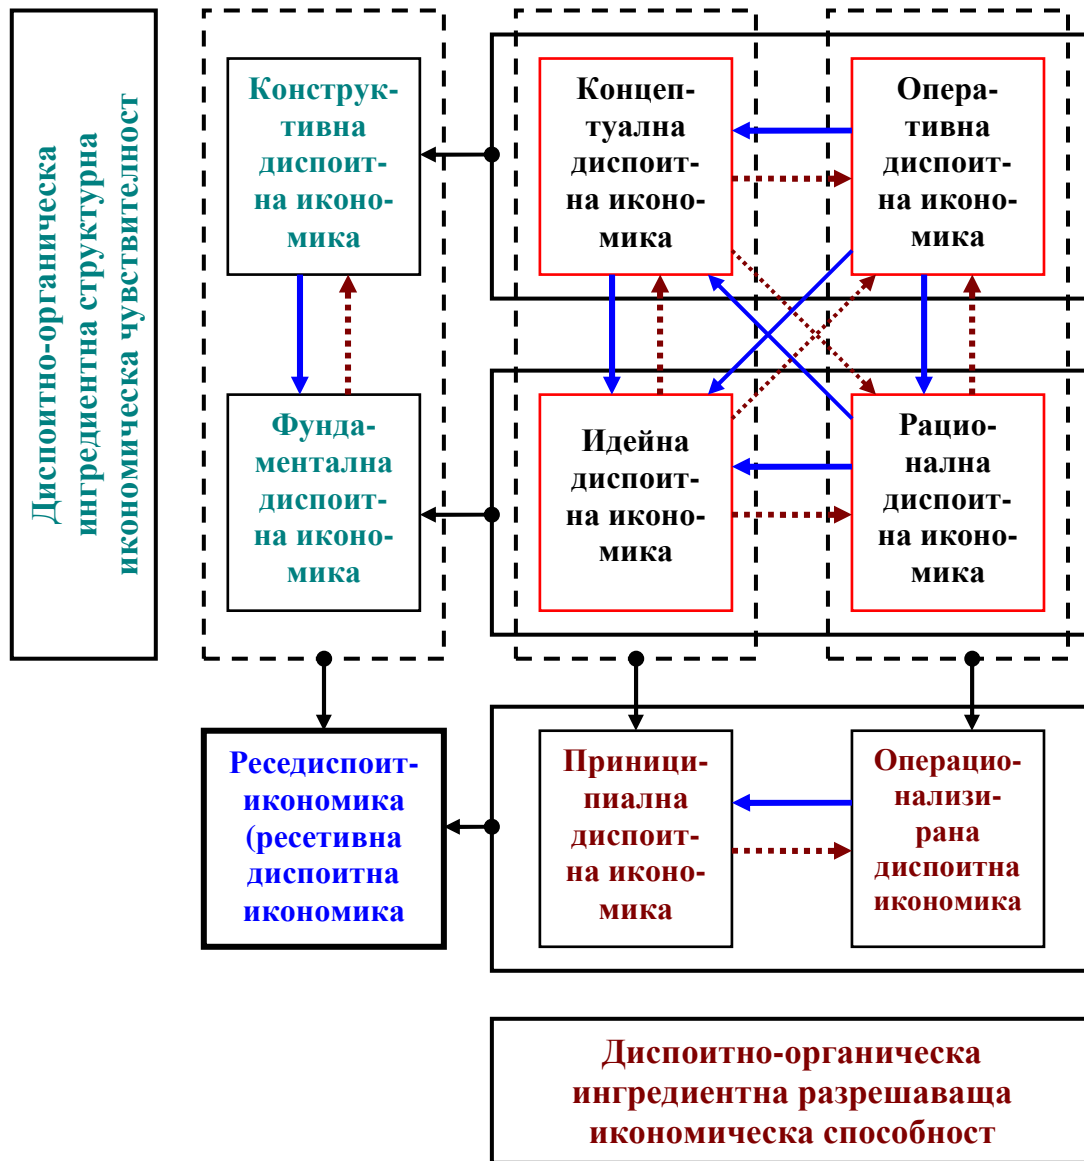 Диспоитно-органическа
ингредиентна структурна
икономическа чувствителност
Конструк-
тивна
диспоит-
на иконо-
мика
Концеп-
туална
диспоит-
на иконо-
мика
Опера-
тивна
диспоит-
на иконо-
мика
Фунда-
ментална
диспоит-
на иконо-
мика
Идейна
диспоит-
на иконо-
мика
Рацио-
нална
диспоит-
на иконо-
мика
Реседиспоит-
икономика
(ресетивна
диспоитна
икономика
Приници-
пиална
диспоит-
на иконо-
мика
Операцио-
нализи-
рана
диспоитна
икономика
Диспоитно-органическа
ингредиентна разрешаваща
икономическа способност